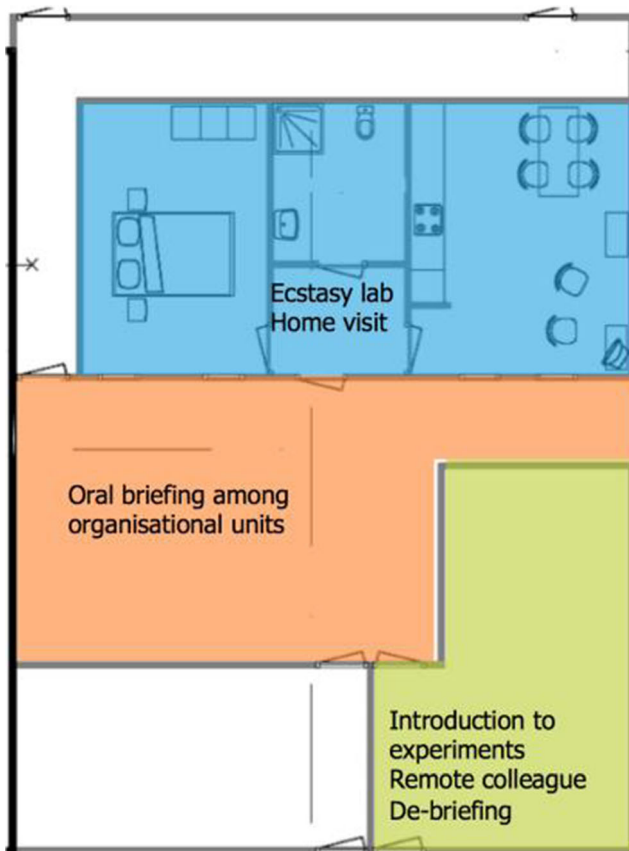 Ecstasy lab
Home visit
Oral briefing among
organisational units
Introduction to
experiments
Remote colleague
De-briefing